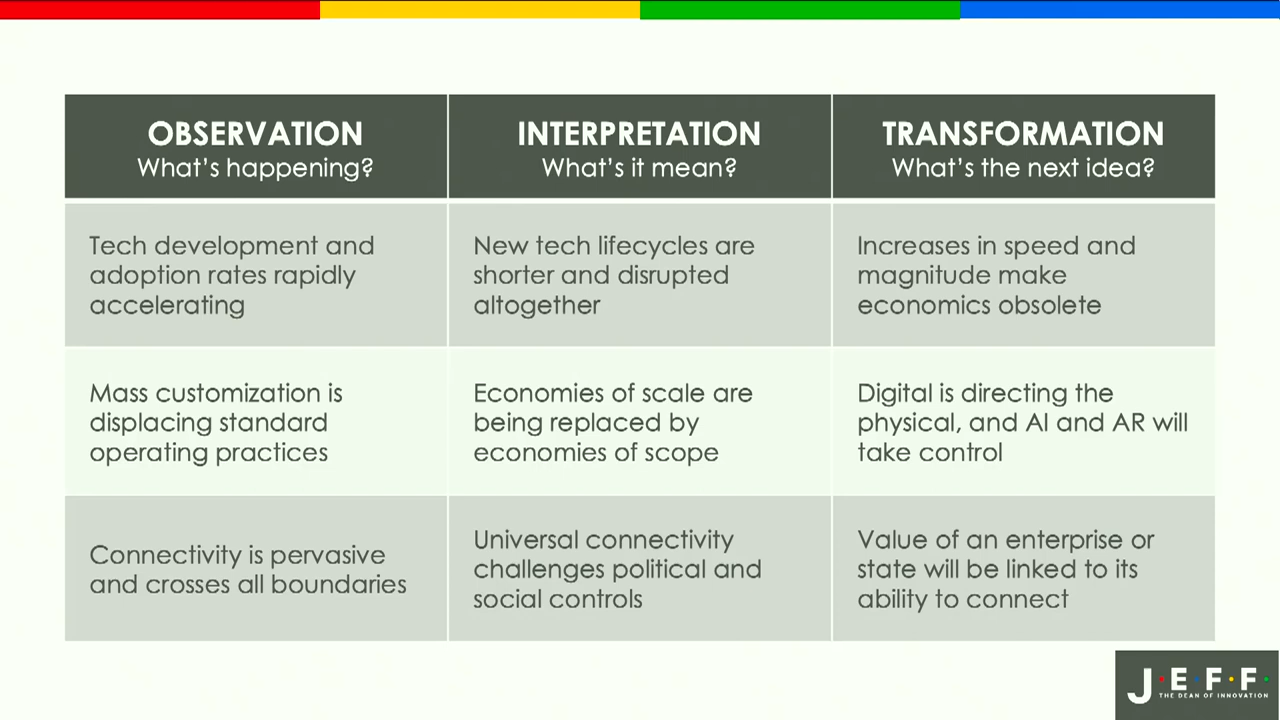 OBSERVATION
What's happening?
INTERPRETATION
What's it mean?
TRANSFORMATION
What's the next idea?
Tech development and
adoption rates rapidly
accelerating
New tech lifecycles are
shorter and disrupted
altogether
Increases in speed and
magnitude make
economics obsolete
Mass customization is
displacing standard
operating practices
Economies of scale are
being replaced by
economies of scope
Digital is directing the
physical, and AI and AR will
take control
Connectivity is pervasive
and crosses all boundaries
Universal connectivity
challenges political and
social controls
Value of an enterprise or
state will be linked to its
ability to connect
J·E·F·F·
THE DEAN OF INNOVATION